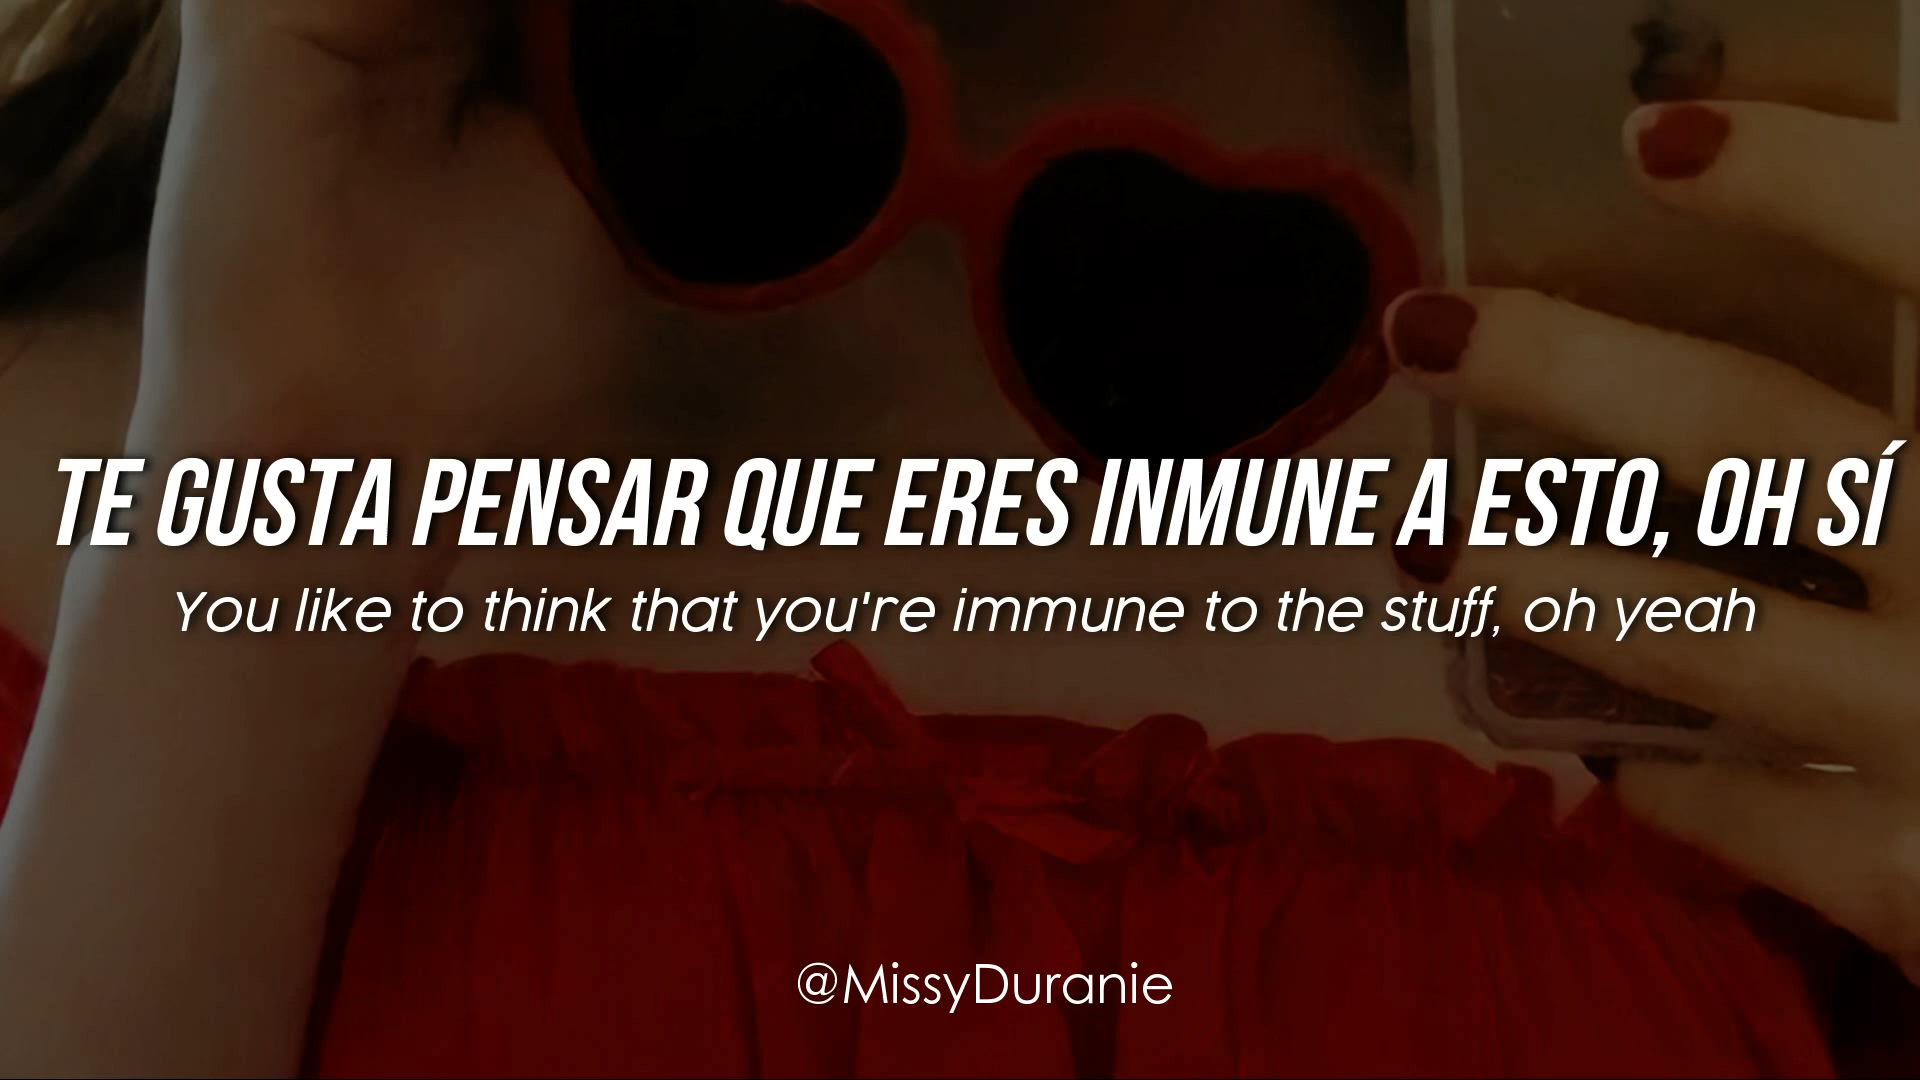 TE GUSTA PENSAR QUE ERES INMUNE A ESTO, OH SÍ
You like to think that you're immune to the stuff, oh yeah
@MissyDuranie